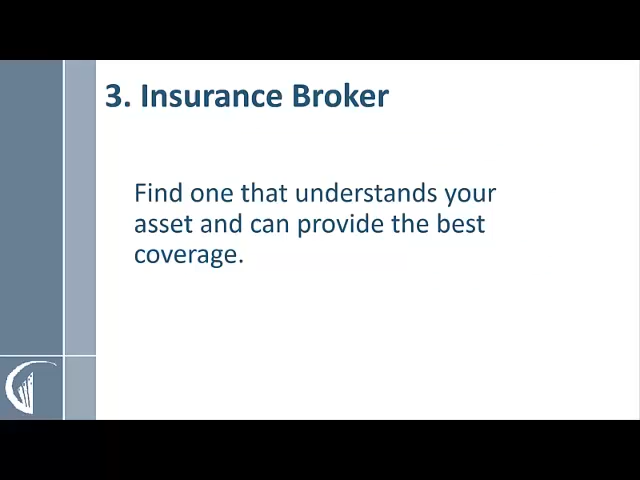 3. Insurance Broker
Find one that understands your
asset and can provide the best
coverage.